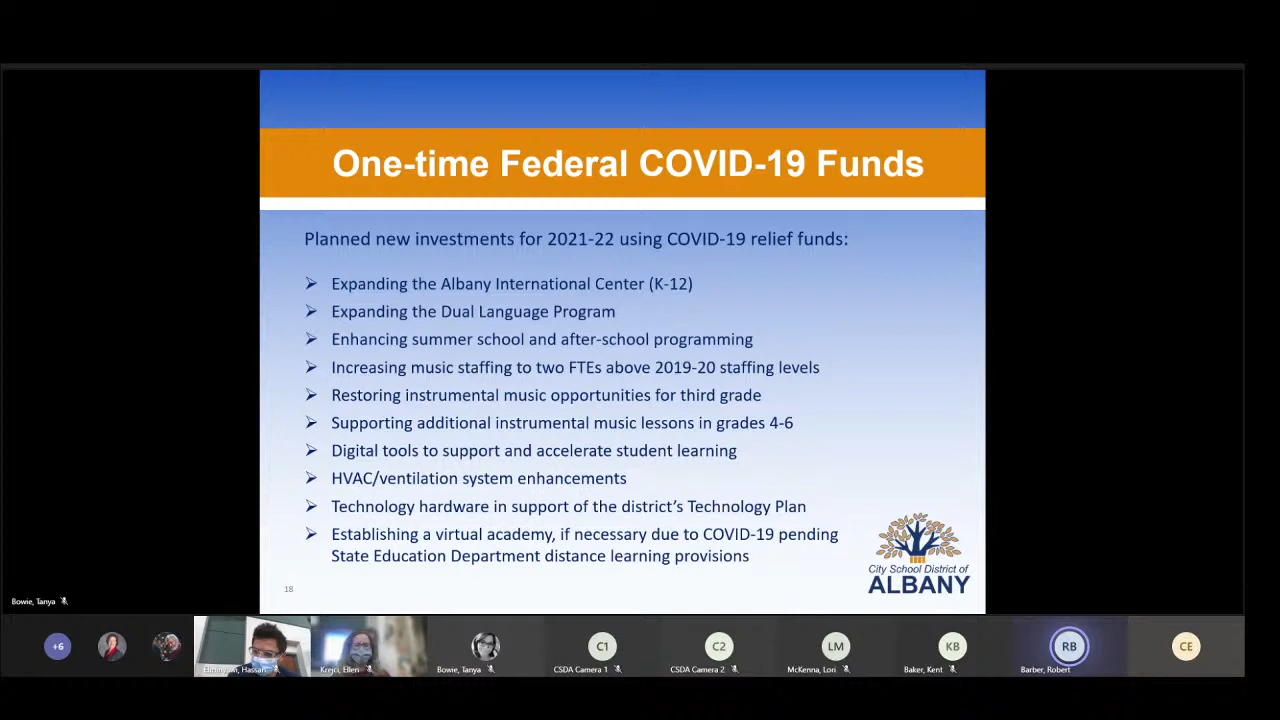 One-time Federal COVID-19 Funds
Planned new investments for 2021-22 using COVID-19 relief funds:
➢ Expanding the Albany International Center (K-12)
➢ Expanding the Dual Language Program
➢ Enhancing summer school and after-school programming
➢ Increasing music staffing to two FTEs above 2019-20 staffing levels
➢ Restoring instrumental music opportunities for third grade
➢ Supporting additional instrumental music lessons in grades 4-6
➢ Digital tools to support and accelerate student learning
➢ HVAC/ventilation system enhancements
➢ Technology hardware in support of the district's Technology Plan
➢ Establishing a virtual academy, if necessary due to COVID-19 pending
State Education Department distance learning provisions
City School District of
ALBANY
18
Bowie, Tanya
+6
C1
C2
LM
KB
RB
CE
Hassan
Krejci, Ellen
Bowie, Tanya
CSDA Camera 1
CSDA Camera 2
McKenna, Lori
Baker, Kent
Barber, Robert